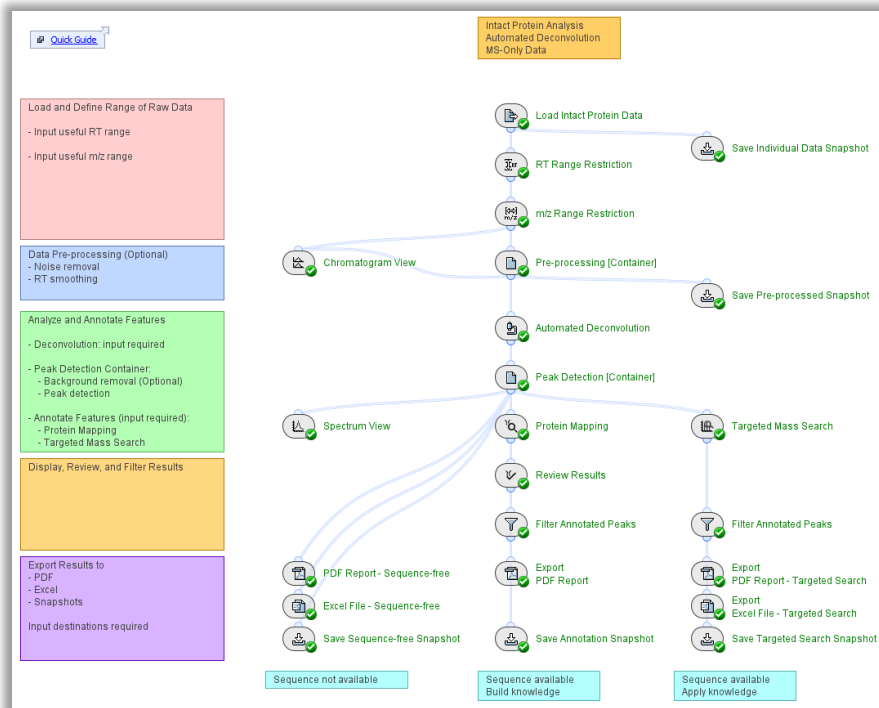 Quick Guide
Intact Protein Analysis
Automated Deconvolution
MS-Only Data
Load and Define Range of Raw Data
- Input useful RT range
- Input useful m/z range
Load Intact Protein Data
Save Individual Data Snapshot
RT Range Restriction
m/z Range Restriction
Data Pre-processing (Optional)
- Noise removal
- RT smoothing
Chromatogram View
Pre-processing [Container]
Save Pre-processed Snapshot
Analyze and Annotate Features
- Deconvolution: input required
- Peak Detection Container:
- Background removal (Optional)
- Peak detection
- Annotate Features (input required):
- Protein Mapping
- Targeted Mass Search
Automated Deconvolution
Peak Detection [Container]
Spectrum View
Protein Mapping
Targeted Mass Search
Display, Review, and Filter Results
Review Results
Filter Annotated Peaks
Filter Annotated Peaks
Export Results to
- PDF
- Excel
- Snapshots
Input destinations required
PDF Report - Sequence-free
Export
PDF Report
Export
PDF Report - Targeted Search
Excel File - Sequence-free
Export
Excel File - Targeted Search
Save Sequence-free Snapshot
Save Annotation Snapshot
Save Targeted Search Snapshot
Sequence not available
Sequence available
Build knowledge
Sequence available
Apply knowledge